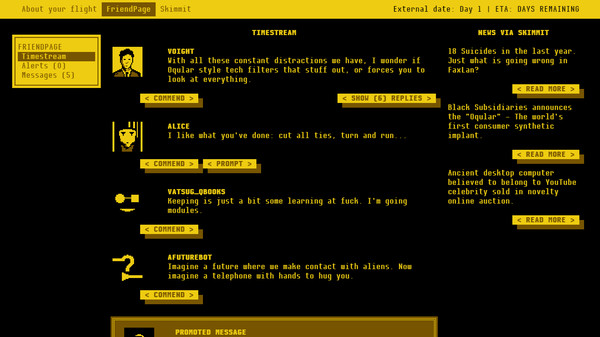 About your flight FriendPage Skimmit
External date: Day 1 | ETA: DAYS REMAINING
FRIENDPAGE
Timestream
Alerts (0)
Messages (5)
TIMESTREAM
VOIGHT
With all these constant distractions we have, I wonder if
Oqular style tech filters that stuff out, or forces you to
look at everything.
< COMMEND >
< SHOW (6) REPLIES >
ALICE
I like what you've done: cut all ties, turn and run...
< COMMEND >
< PROMPT >
VATSUG_QBOOKS
Keeping is just a bit some learning at fuck. I'm going
modules.
< COMMEND >
AFUTUREBOT
Imagine a future where we make contact with aliens. Now
imagine a telephone with hands to hug you.
< COMMEND >
PROMOTED MESSAGE
NEWS VIA SKIMMIT
18 Suicides in the last year.
Just what is going wrong in
FaxLan?
< READ MORE >
Black Subsidiaries announces
the "Oqular" - The world's
first consumer synthetic
implant.
< READ MORE >
Ancient desktop computer
believed to belong to YouTube
celebrity sold in novelty
online auction.
< READ MORE >